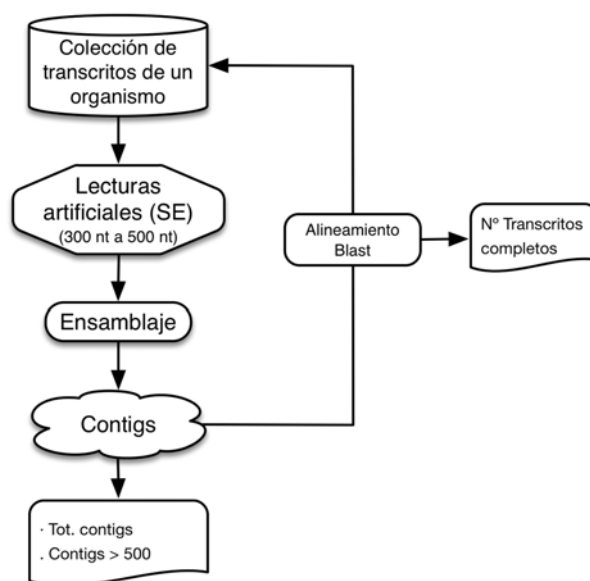 Colección de
transcritos de un
organismo
Lecturas
artificiales (SE)
(300 nt a 500 nt)
Alineamiento
Blast
Nº Transcritos
completos
Ensamblaje
Contigs
· Tot. contigs
. Contigs > 500